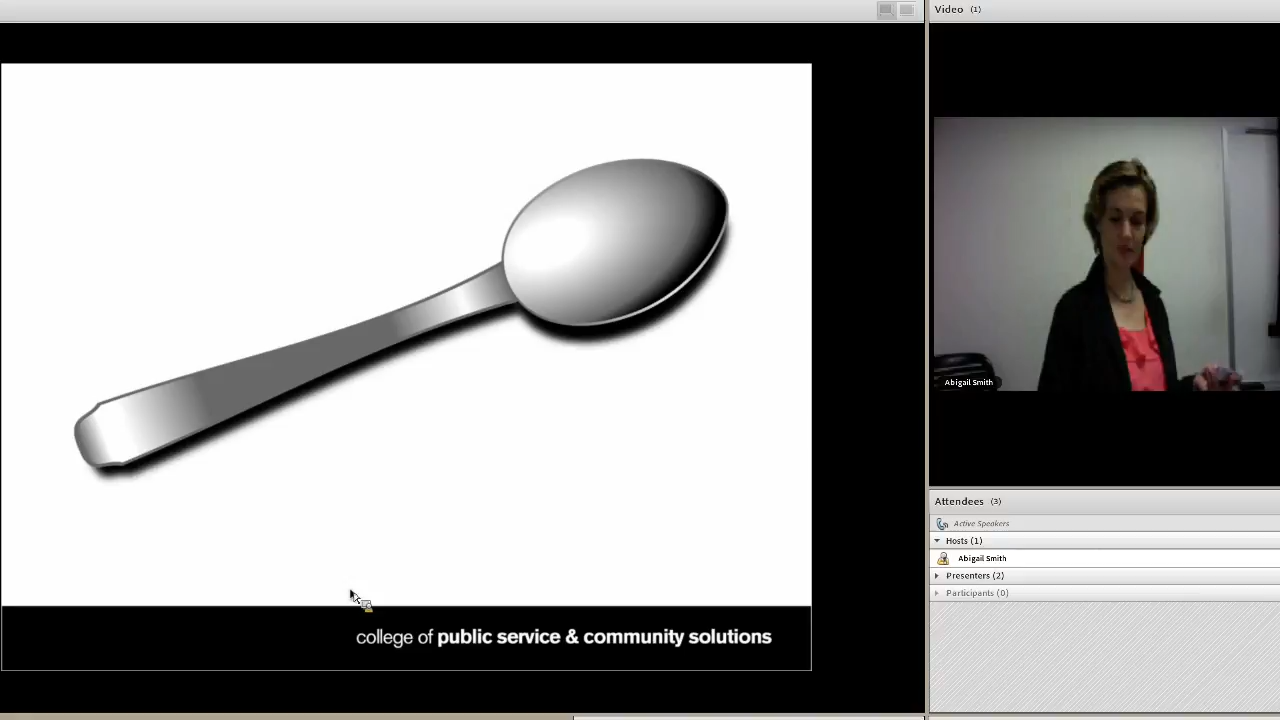 Video (1)
Abigail Smith
Attendees (3)
Active Speakers
Hosts (1)
Abigail Smith
Presenters (2)
Participants (0)
college of public service & community solutions